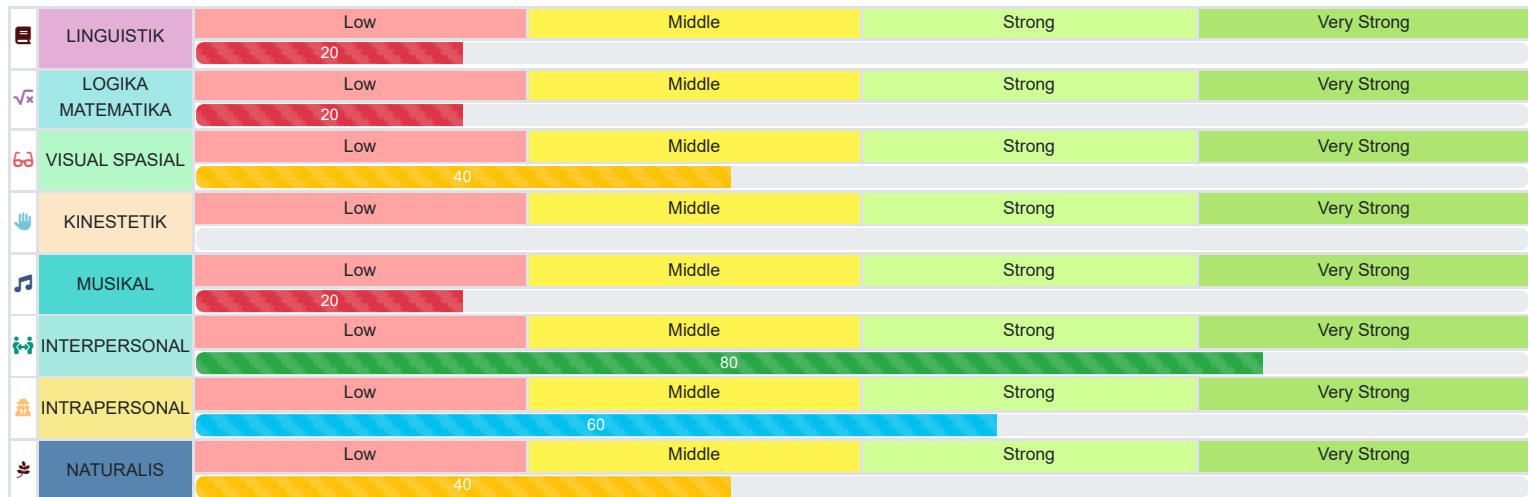 LINGUISTIK
Low Middle Strong Very Strong
20
LOGIKA
MATEMATIKA
Low Middle Strong Very Strong
20
VISUAL SPASIAL
Low Middle Strong Very Strong
40
KINESTETIK
Low Middle Strong Very Strong
MUSIKAL
Low Middle Strong Very Strong
20
INTERPERSONAL
Low Middle Strong Very Strong
80
INTRAPERSONAL
Low Middle Strong Very Strong
60
NATURALIS
Low Middle Strong Very Strong
40